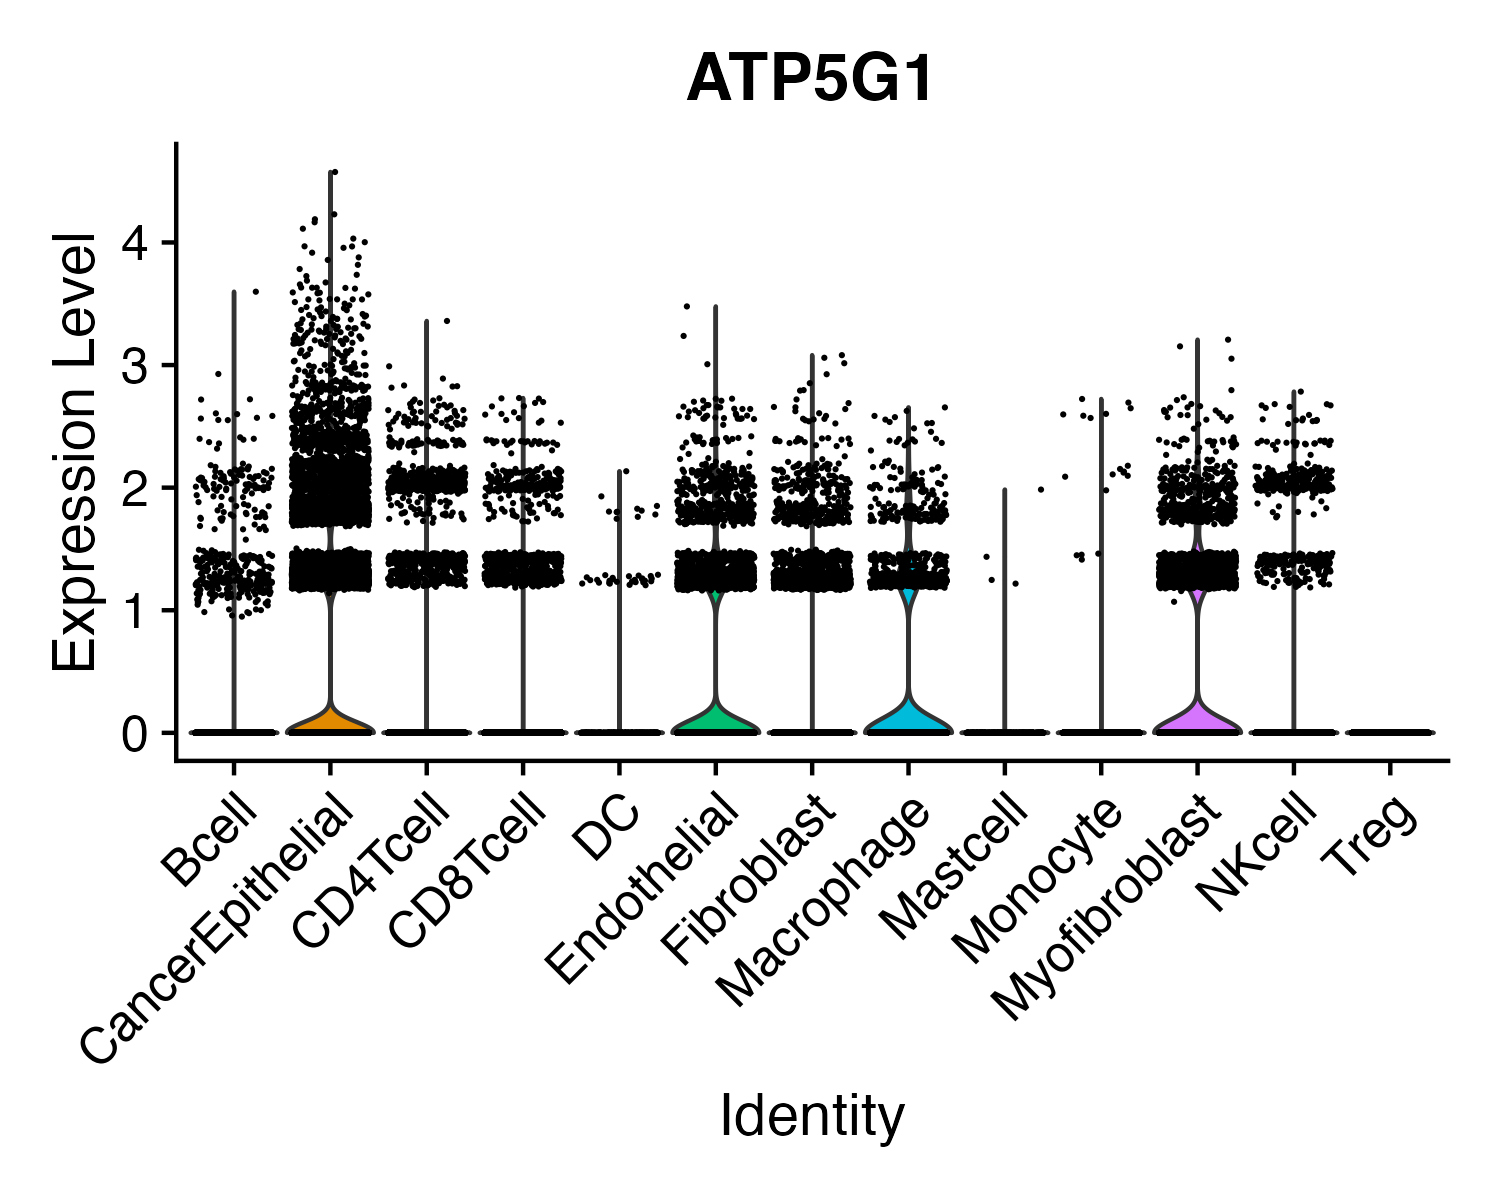 ATP5G1
Expression Level
4
3
2
1
0
Bcell
CancerEpithelial
CD4Tcell
CD8Tcell
DC
Endothelial
Fibroblast
Macrophage
Mastcell
Monocyte
Myofibroblast
NKcell
Treg
Identity